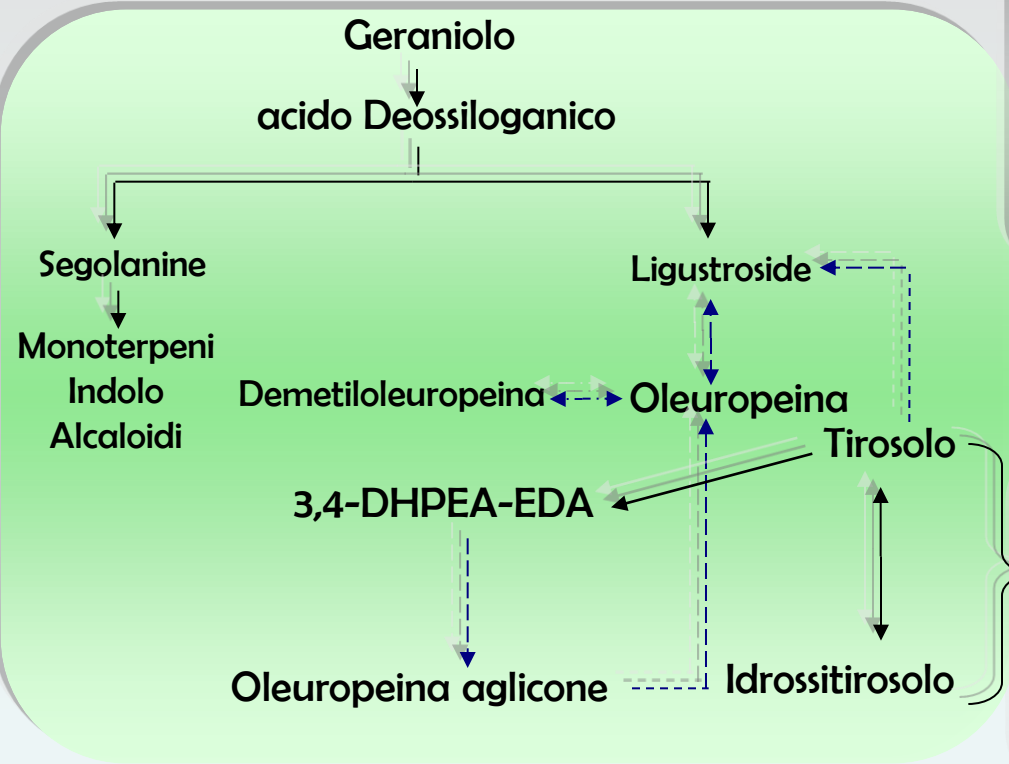 Geraniolo
acido Deossiloganico
Segolanine
Ligustroside
Monoterpeni
Indolo
Alcaloidi
Demetiloleuropeina
Oleuropeina
Tirosolo
3,4-DHPEA-EDA
Oleuropeina aglicone
Idrossitirosolo